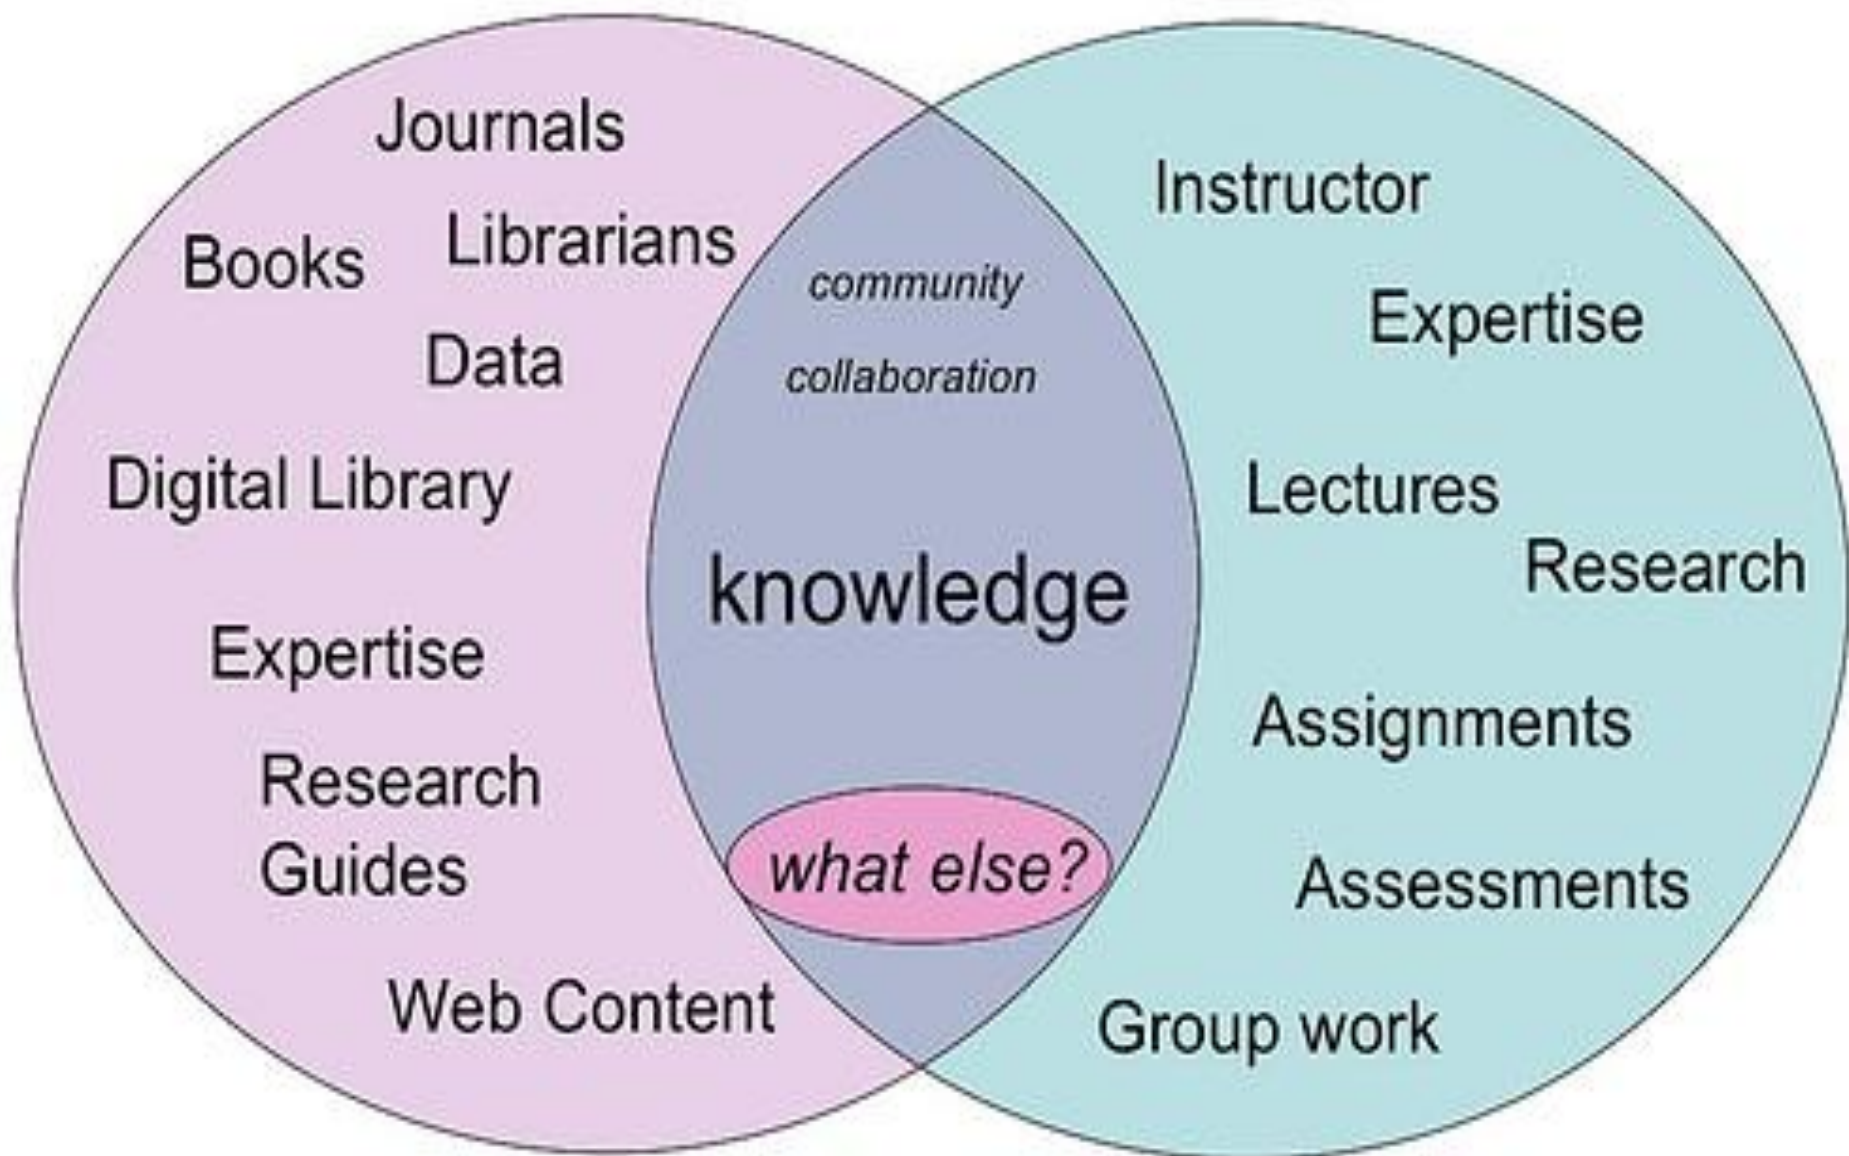 Journals
Librarians
Books
Data
Digital Library
Expertise
Research
Guides
Web Content
community
collaboration
knowledge
what else?
Instructor
Expertise
Lectures
Research
Assignments
Assessments
Group work